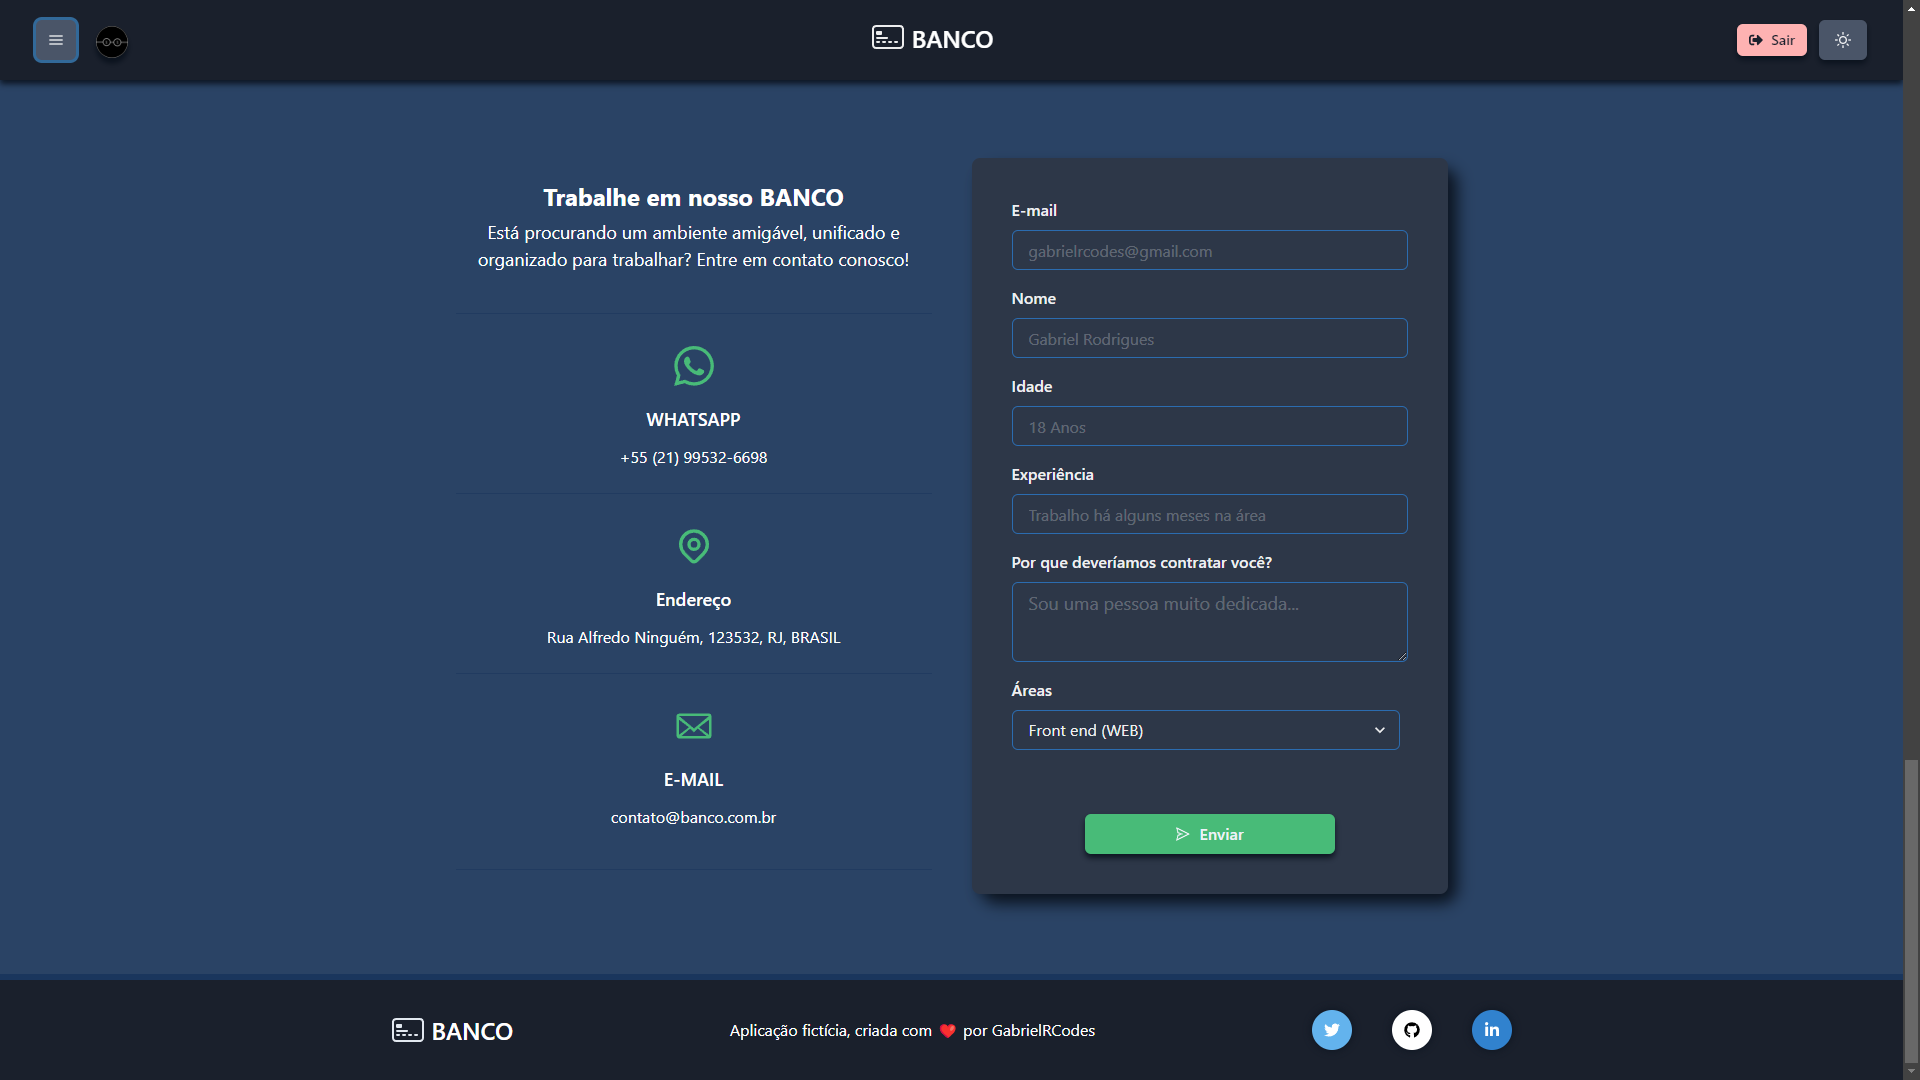 BANCO
Sair
Trabalhe em nosso BANCO
Está procurando um ambiente amigável, unificado e
organizado para trabalhar? Entre em contato conosco!
WHATSAPP
+55 (21) 99532-6698
Endereço
Rua Alfredo Ninguém, 123532, RJ, BRASIL
E-MAIL
contato@banco.com.br
E-mail
gabrielrcodes@gmail.com
Nome
Gabriel Rodrigues
Idade
18 Anos
Experiência
Trabalho há alguns meses na área
Por que deveríamos contratar você?
Sou uma pessoa muito dedicada...
Áreas
Front end (WEB)
Enviar
BANCO
Aplicação fictícia, criada com ❤️ por GabrielRCodes
in